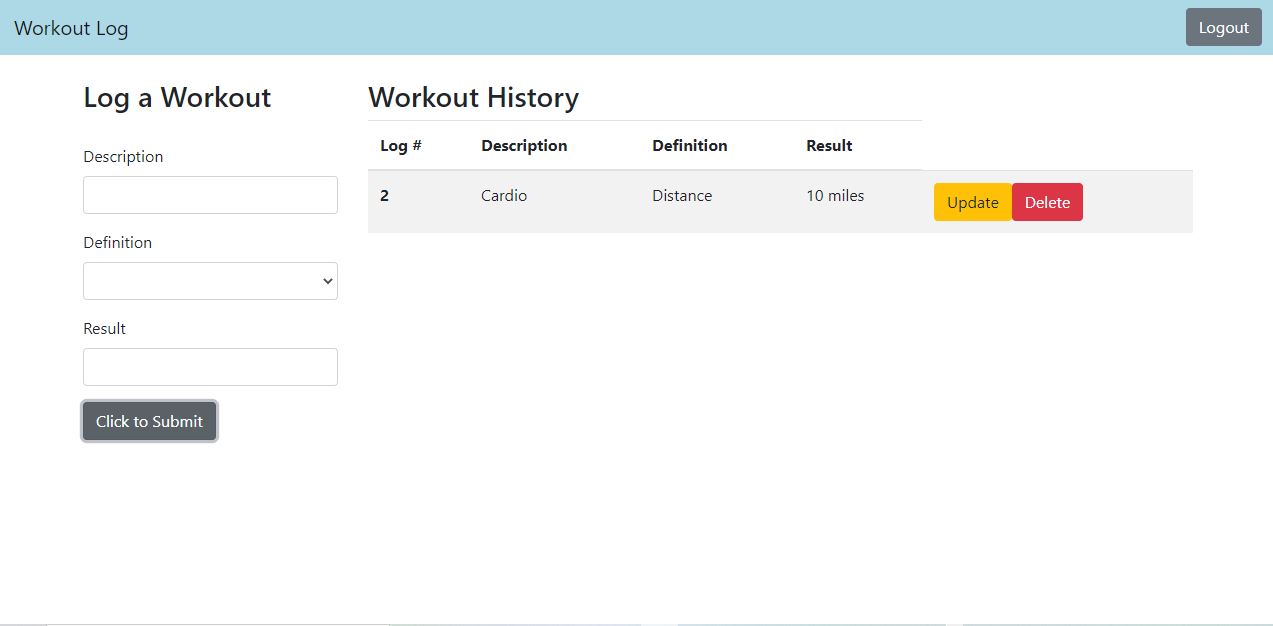 Workout Log
Logout
Log a Workout
Description
Definition
Result
Click to Submit
Workout History
Log # Description Definition Result
2 Cardio Distance 10 miles Update Delete